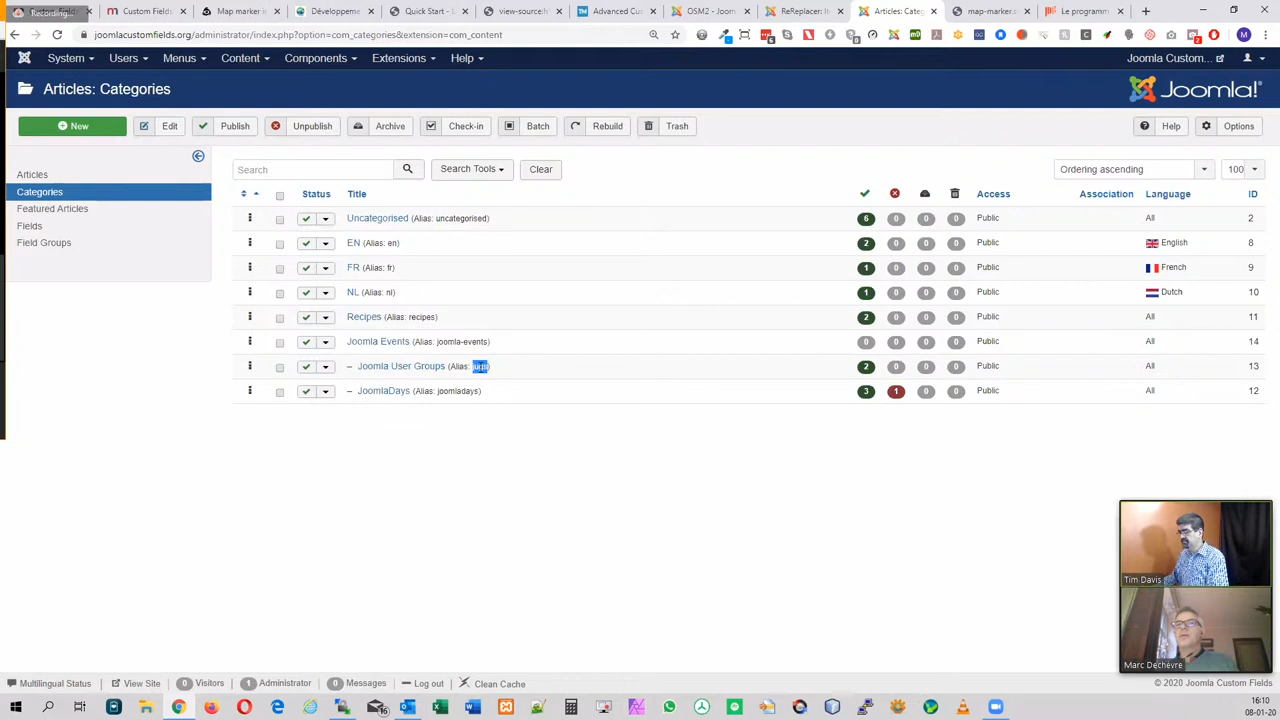 Recording...
Custom Fields
Map marker i
Développeme
Quick Start -
view-source:h
Advanced Cu
OSM2 - Jo
ReReplacer: I
Articles: Categ
map-marker.s
Le programm
joomlacustomfields.org/administrator/index.php?option=com_categories&extension=com_content
System Users Menus Content Components Extensions Help
Joomla Custom...
Articles: Categories
Joomla!
New Edit Publish Unpublish Archive Check-in Batch Rebuild Trash Help Options
Articles
Categories
Featured Articles
Fields
Field Groups
Search Search Tools Clear Ordering ascending 100
Status Title Access Association Language ID
Uncategorised (Alias: uncategorised) 6 0 0 0 Public All 2
EN (Alias: en) 2 0 0 0 Public English 8
FR (Alias: fr) 1 0 0 0 Public French 9
NL (Alias: nl) 1 0 0 0 Public Dutch 10
Recipes (Alias: recipes) 2 0 0 0 Public All 11
Joomla Events (Alias: joomla-events) 0 0 0 0 Public All 14
– Joomla User Groups (Alias: jugs) 2 0 0 0 Public All 13
– JoomlaDays (Alias: joomladays) 3 1 0 0 Public All 12
Tim Davis
Marc Dechèvre
Multilingual Status View Site 0 Visitors 1 Administrator 0 Messages Log out Clean Cache
© 2020 Joomla Custom Fields
16:10
08-01-20